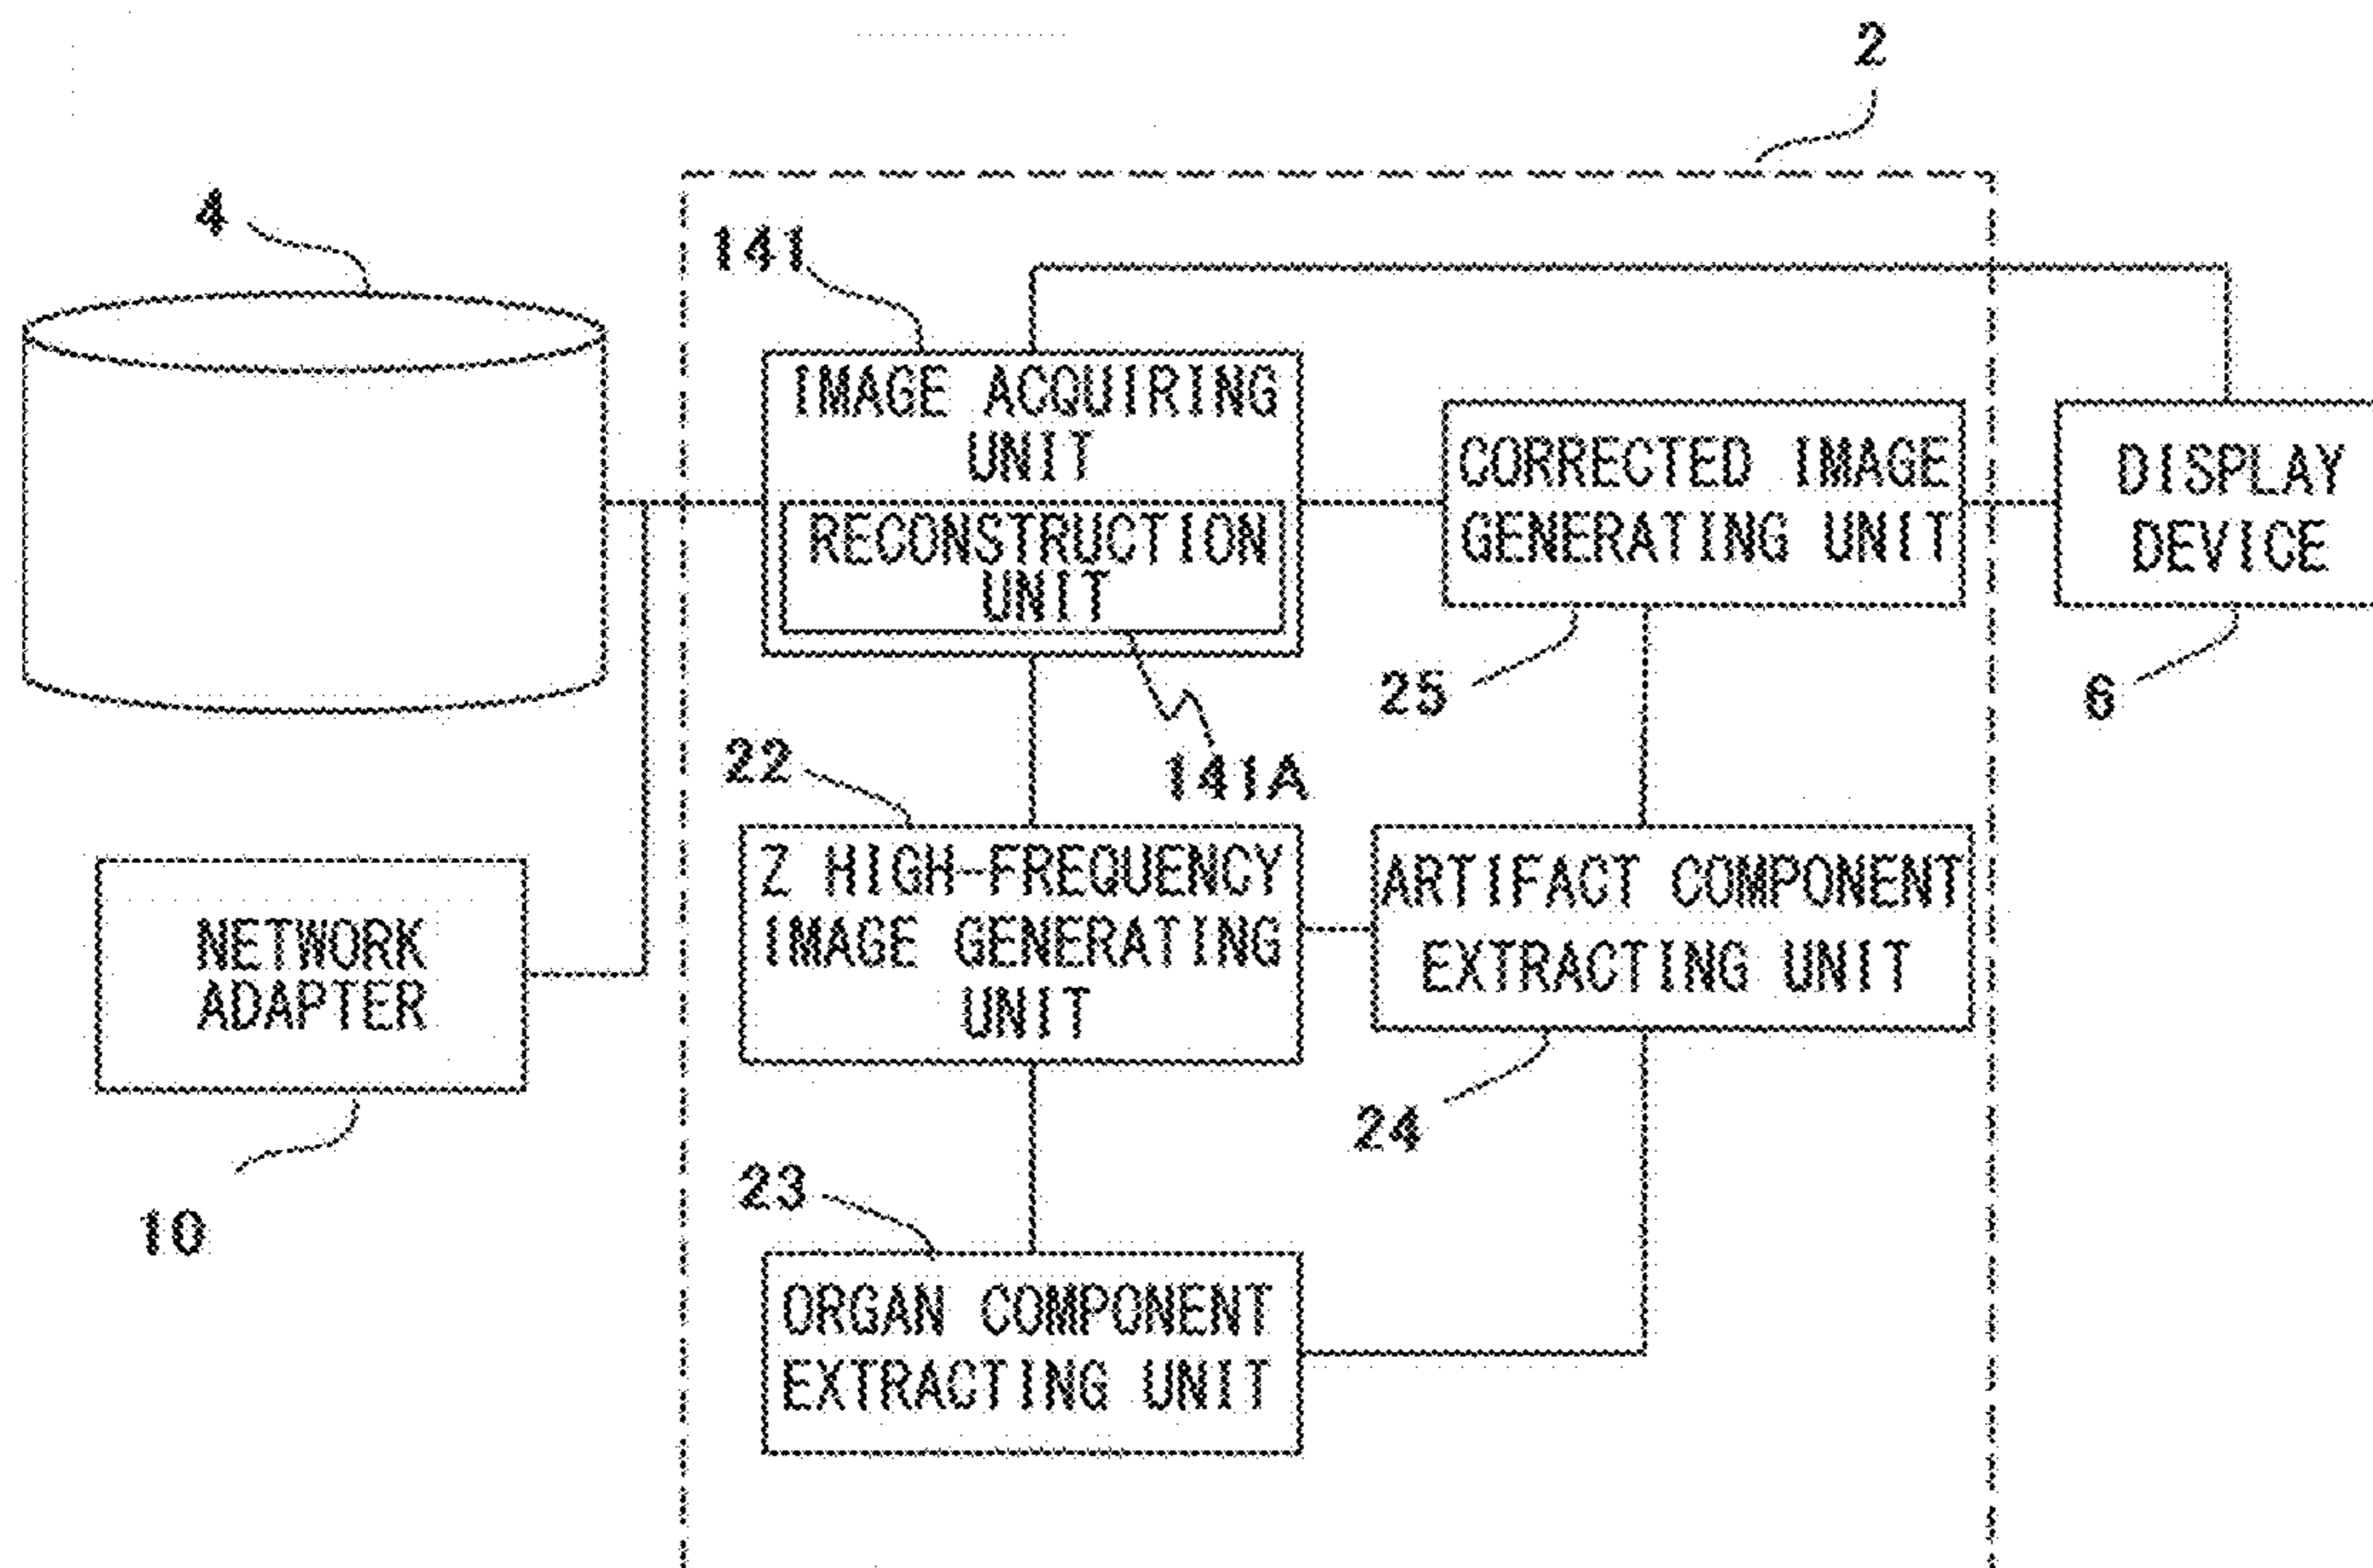 2
4
141
IMAGE ACQUIRING
UNIT
RECONSTRUCTION
UNIT
141A
CORRECTED IMAGE
GENERATING UNIT
25
DISPLAY
DEVICE
6
22
Z HIGH-FREQUENCY
IMAGE GENERATING
UNIT
ARTIFACT COMPONENT
EXTRACTING UNIT
24
NETWORK
ADAPTER
10
23
ORGAN COMPONENT
EXTRACTING UNIT